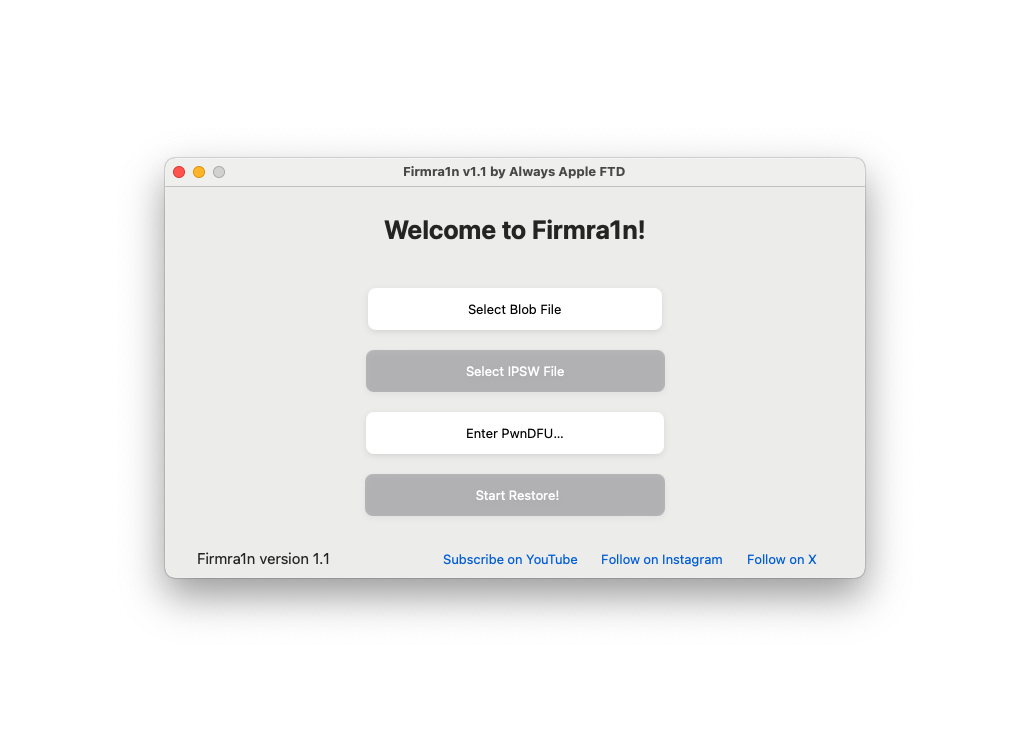 Firmra1n v1.1 by Always Apple FTD
Welcome to Firmra1n!
Select Blob File
Select IPSW File
Enter PwnDFU...
Start Restore!
Firmra1n version 1.1 Subscribe on YouTube Follow on Instagram Follow on X